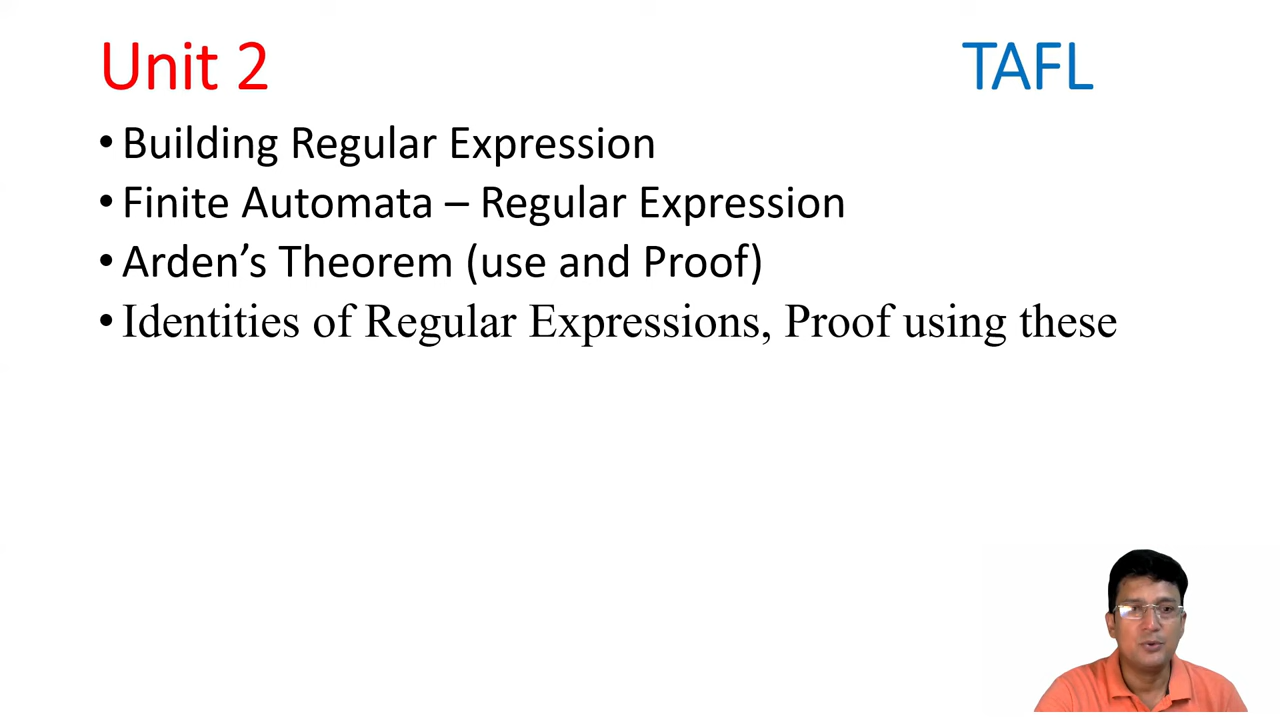 Unit 2 TAFL
• Building Regular Expression
• Finite Automata – Regular Expression
• Arden’s Theorem (use and Proof)
• Identities of Regular Expressions, Proof using these